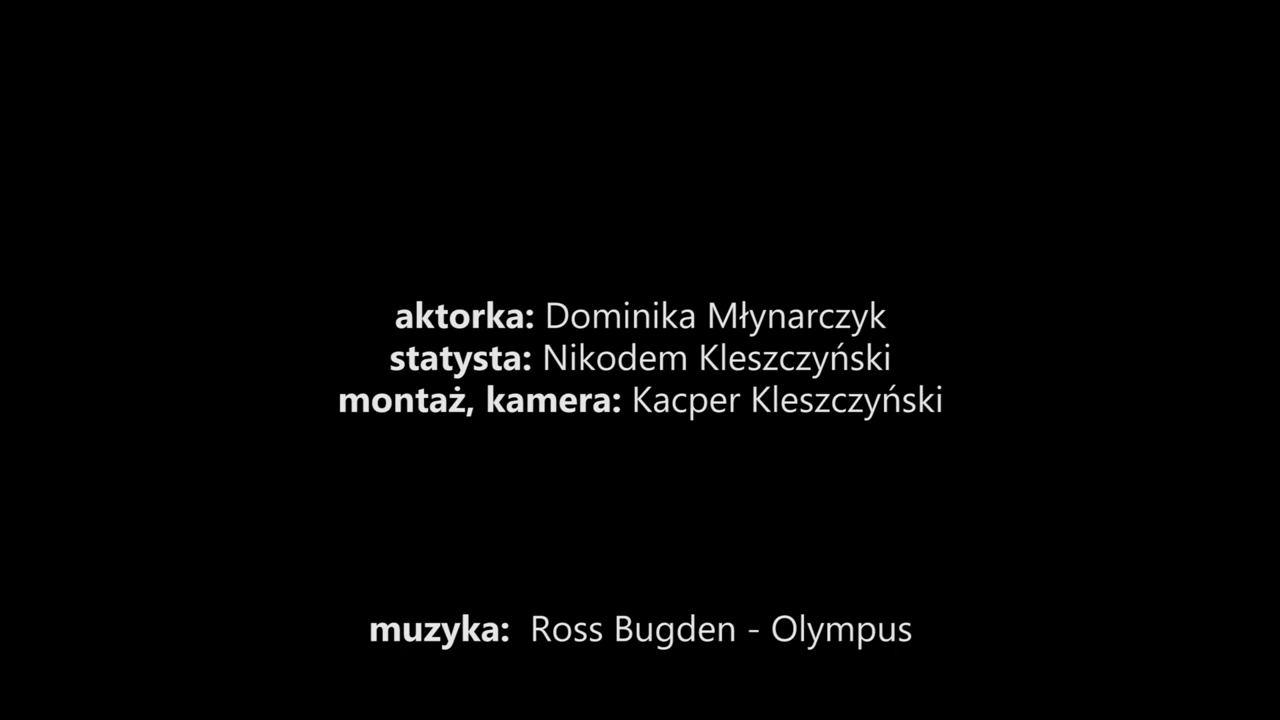 aktorka: Dominika Młynarczyk
statysta: Nikodem Kleszczyński
montaż, kamera: Kacper Kleszczyński
muzyka: Ross Bugden - Olympus